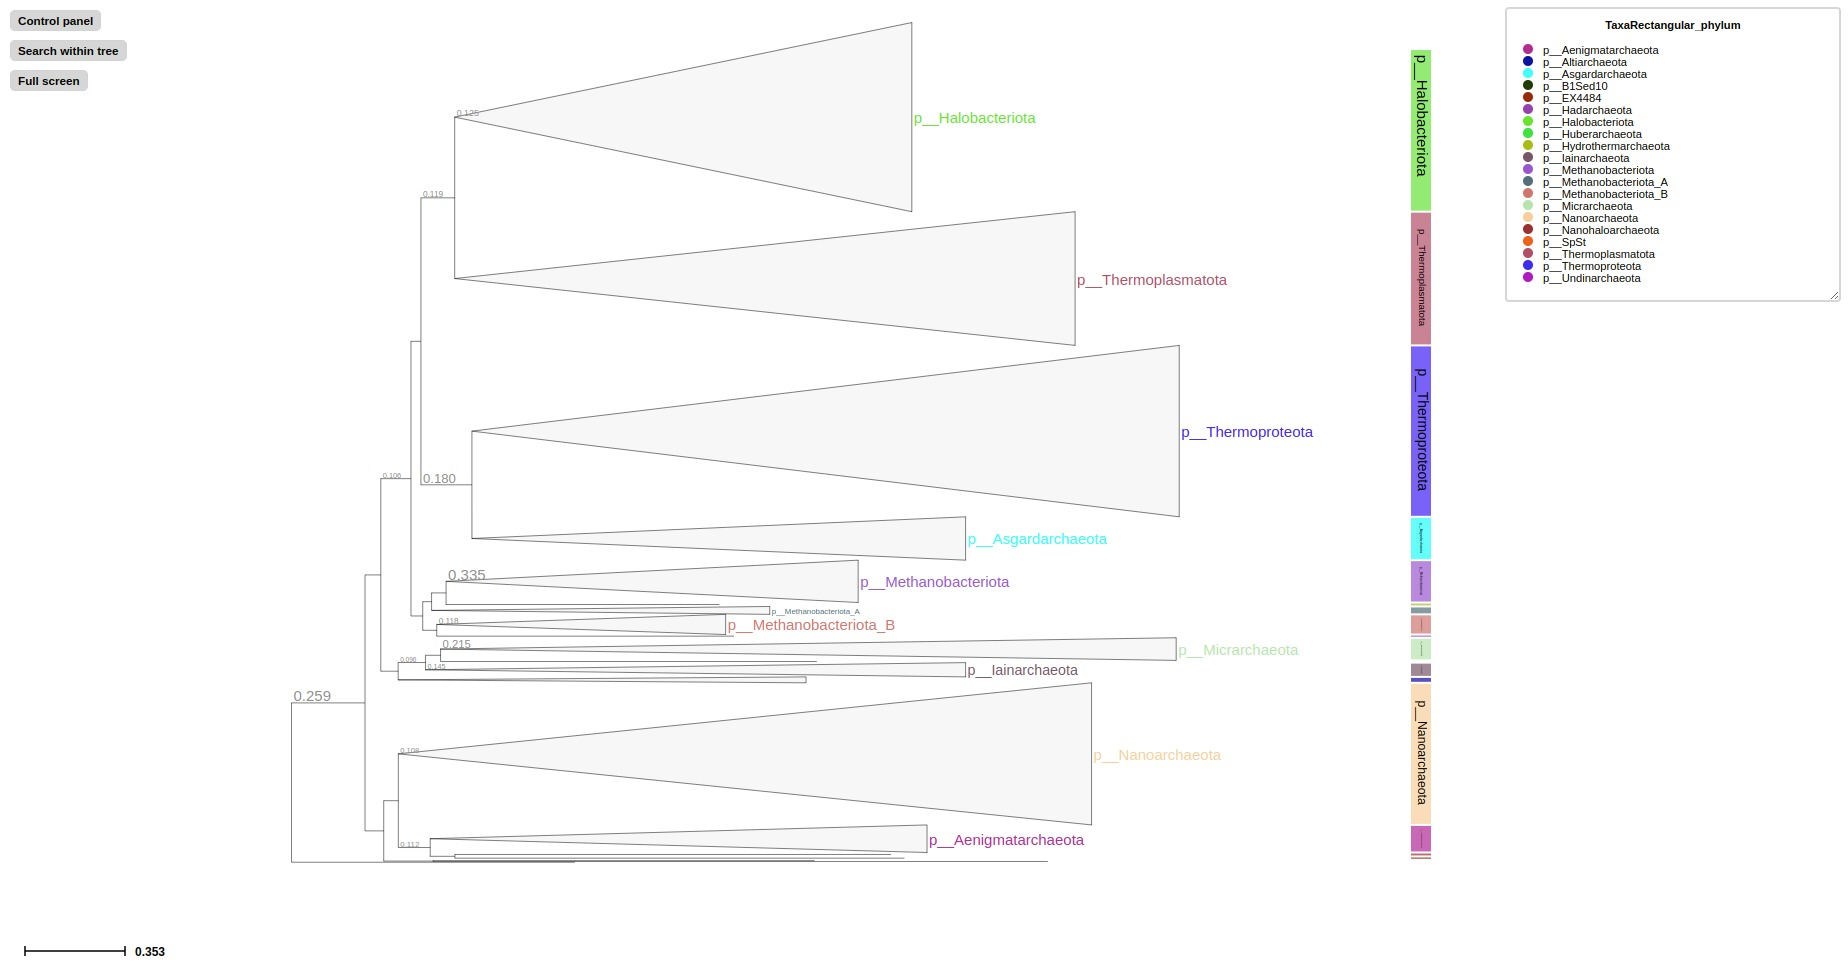 Control panel
Search within tree
Full screen
0.125
p__Halobacteriota
0.119
p__Thermoplasmatota
p__Thermoproteota
0.106
0.180
p__Asgardarchaeota
0.335
p__Methanobacteriota
p__Methanobacteriota_A
0.118
p__Methanobacteriota_B
0.215
p__Micrarchaeota
0.096
0.145
p__Iainarchaeota
0.259
0.108
p__Nanoarchaeota
0.112
p__Aenigmatarchaeota
0.353
p__Halobacteriota
p__Thermoplasmatota
p__Thermoproteota
p__Nanoarchaeota
TaxaRectangular_phylum
p__Aenigmatarchaeota
p__Altiarchaeota
p__Asgardarchaeota
p__B1Sed10
p__EX4484
p__Hadarchaeota
p__Halobacteriota
p__Huberarchaeota
p__Hydrothermarchaeota
p__Iainarchaeota
p__Methanobacteriota
p__Methanobacteriota_A
p__Methanobacteriota_B
p__Micrarchaeota
p__Nanoarchaeota
p__Nanohaloarchaeota
p__SpSt
p__Thermoplasmatota
p__Thermoproteota
p__Undinarchaeota